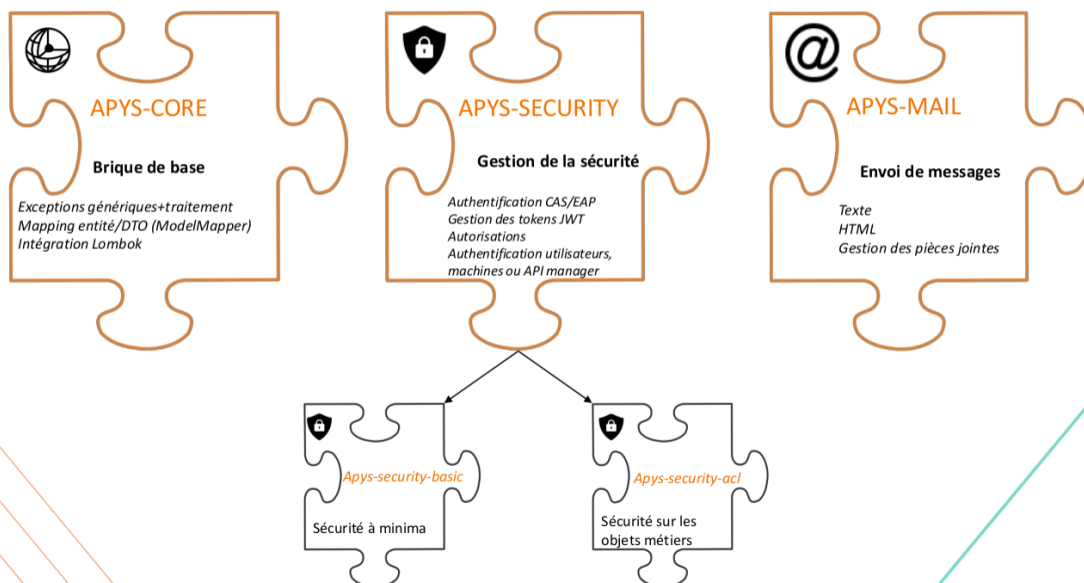 APYS-CORE
Brique de base
Exceptions génériques+traitement
Mapping entité/DTO (ModelMapper)
Intégration Lombok
APYS-SECURITY
Gestion de la sécurité
Authentification CAS/EAP
Gestion des tokens JWT
Autorisations
Authentification utilisateurs,
machines ou API manager
@
APYS-MAIL
Envoi de messages
Texte
HTML
Gestion des pièces jointes
Apys-security-basic
Sécurité à minima
Apys-security-acl
Sécurité sur les
objets métiers